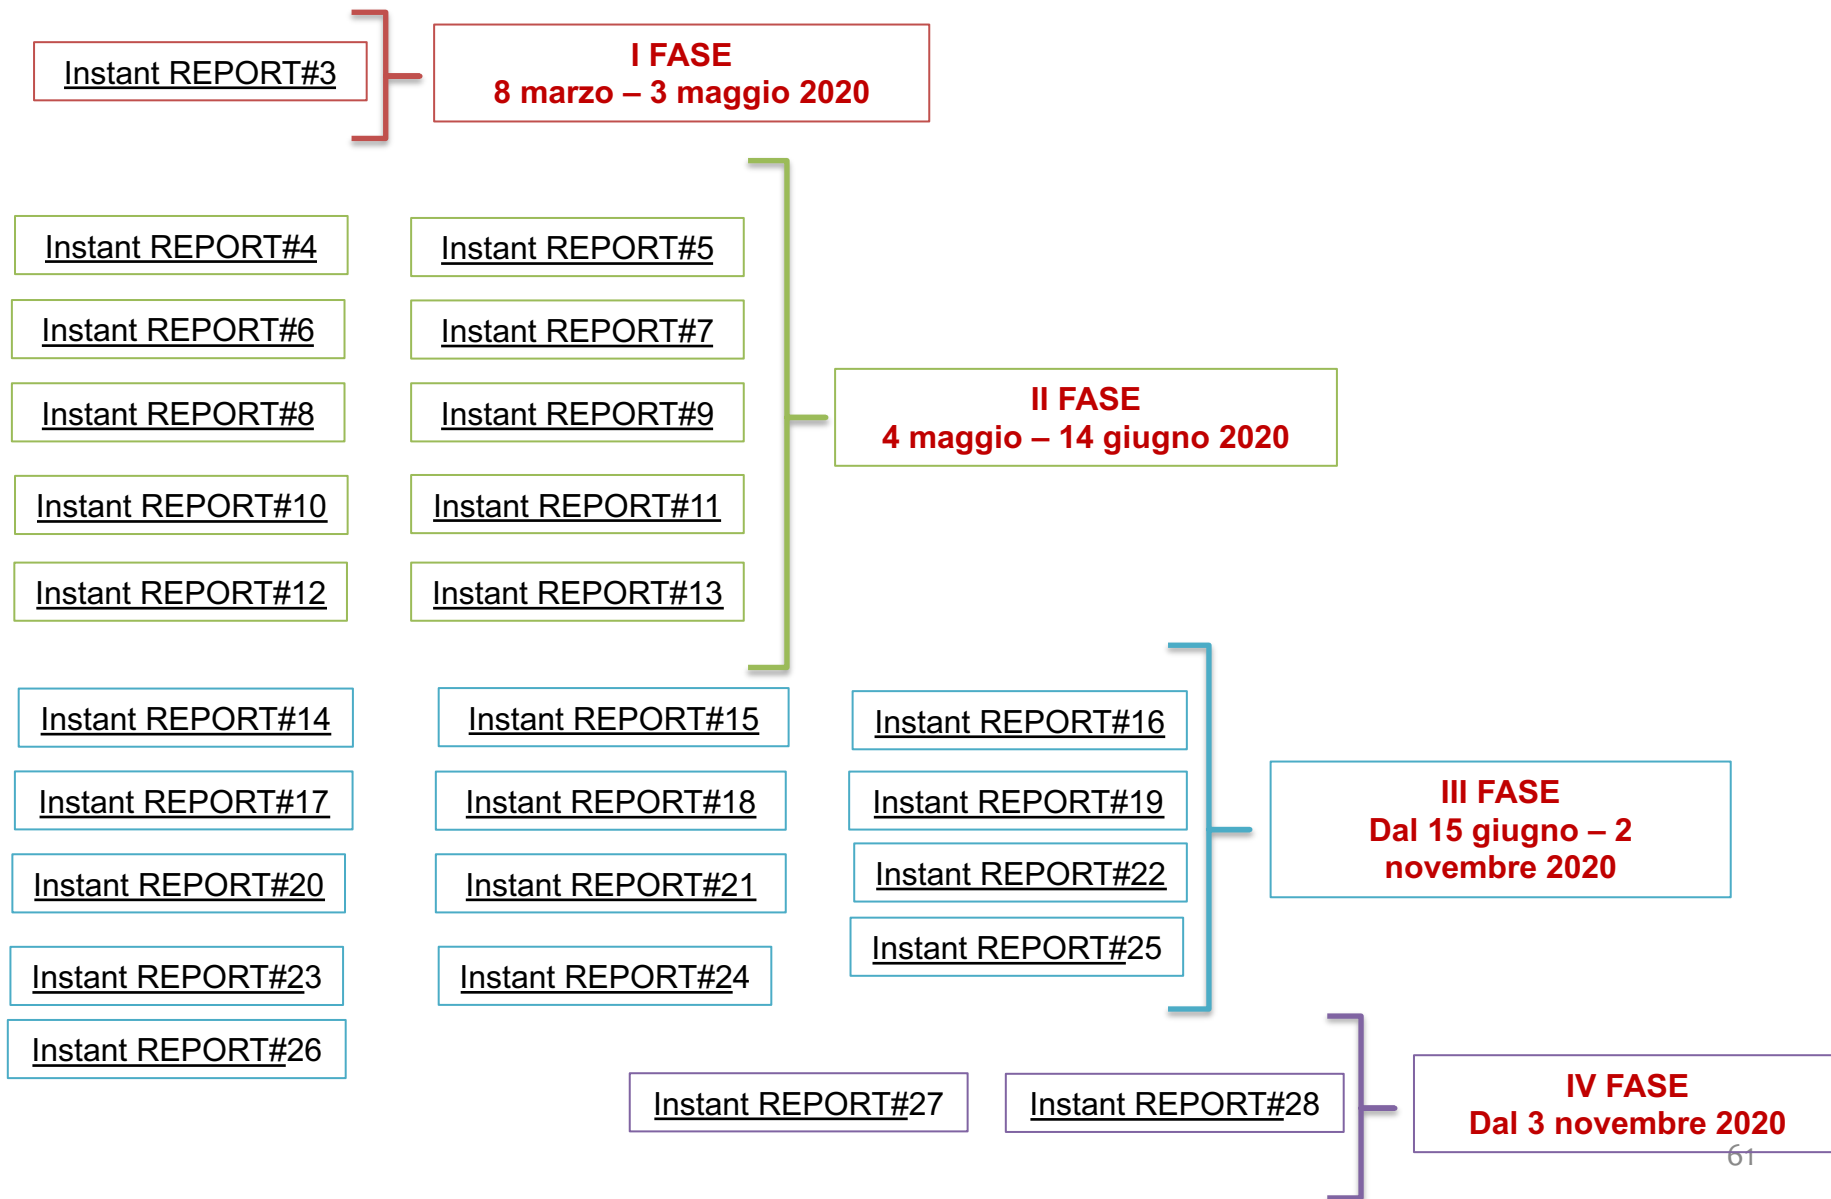 Instant REPORT#3
I FASE
8 marzo – 3 maggio 2020
Instant REPORT#4
Instant REPORT#5
Instant REPORT#6
Instant REPORT#7
Instant REPORT#8
Instant REPORT#9
Instant REPORT#10
Instant REPORT#11
Instant REPORT#12
Instant REPORT#13
II FASE
4 maggio – 14 giugno 2020
Instant REPORT#14
Instant REPORT#15
Instant REPORT#16
Instant REPORT#17
Instant REPORT#18
Instant REPORT#19
Instant REPORT#20
Instant REPORT#21
Instant REPORT#22
Instant REPORT#23
Instant REPORT#24
Instant REPORT#25
Instant REPORT#26
III FASE
Dal 15 giugno – 2
novembre 2020
Instant REPORT#27
Instant REPORT#28
IV FASE
Dal 3 novembre 2020
61